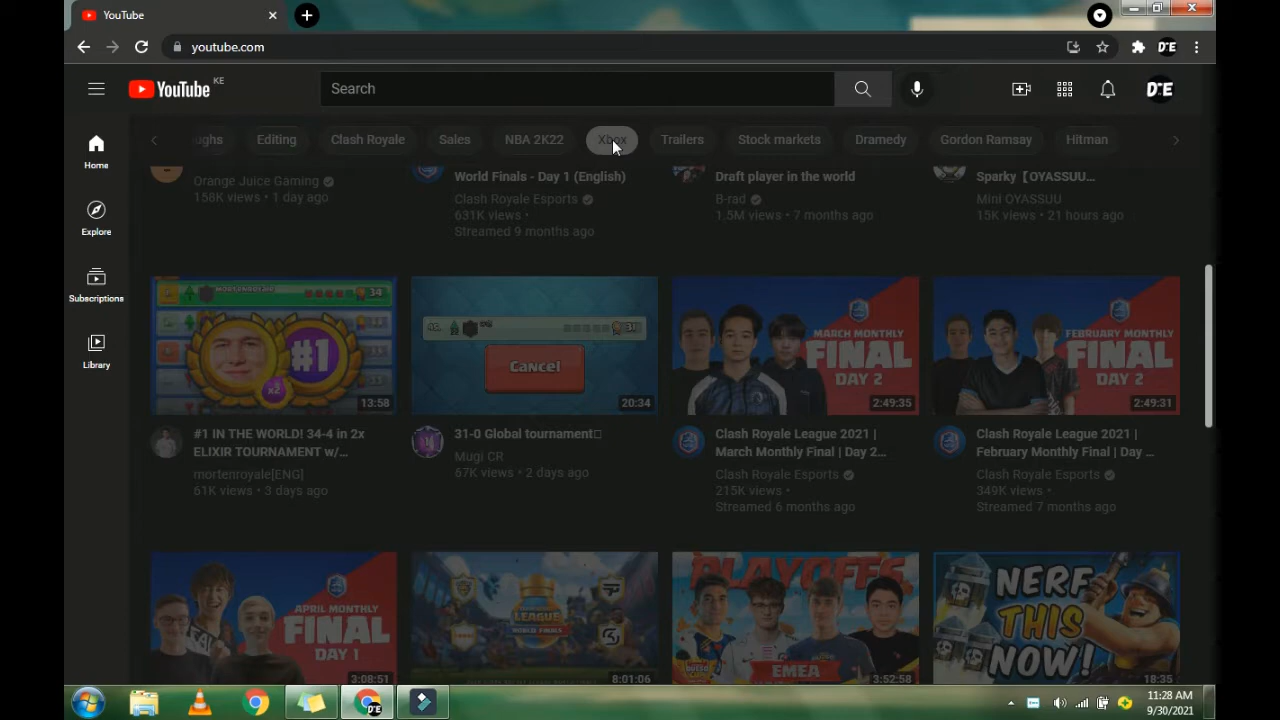 YouTube
youtube.com
D:E
YouTube KE
Search
D:E
Home
Explore
Subscriptions
Library
ughs
Editing
Clash Royale
Sales
NBA 2K22
Xbox
Trailers
Stock markets
Dramedy
Gordon Ramsay
Hitman
Orange Juice Gaming
158K views • 1 day ago
World Finals - Day 1 (English)
Clash Royale Esports
631K views •
Streamed 9 months ago
Draft player in the world
B-rad
1.5M views • 7 months ago
Sparky【OYASSUU...
Mini OYASSUU
15K views • 21 hours ago
34
#1
x2
13:58
#1 IN THE WORLD! 34-4 in 2x
ELIXIR TOURNAMENT w/...
mortenroyale[ENG]
61K views • 3 days ago
Cancel
20:34
31-0 Global tournament
Mugi CR
67K views • 2 days ago
MARCH MONTHLY
FINAL
DAY 2
2:49:35
Clash Royale League 2021 |
March Monthly Final | Day 2...
Clash Royale Esports
215K views •
Streamed 6 months ago
FEBRUARY MONTHLY
FINAL
DAY 2
2:49:31
Clash Royale League 2021 |
February Monthly Final | Day ...
Clash Royale Esports
349K views •
Streamed 7 months ago
APRIL MONTHLY
FINAL
DAY 1
3:08:51
LEAGUE
WORLD FINALS
8:01:06
PLAYOFFS
EMEA
3:52:58
NERF
THIS
NOW!
18:35
11:28 AM
9/30/2021